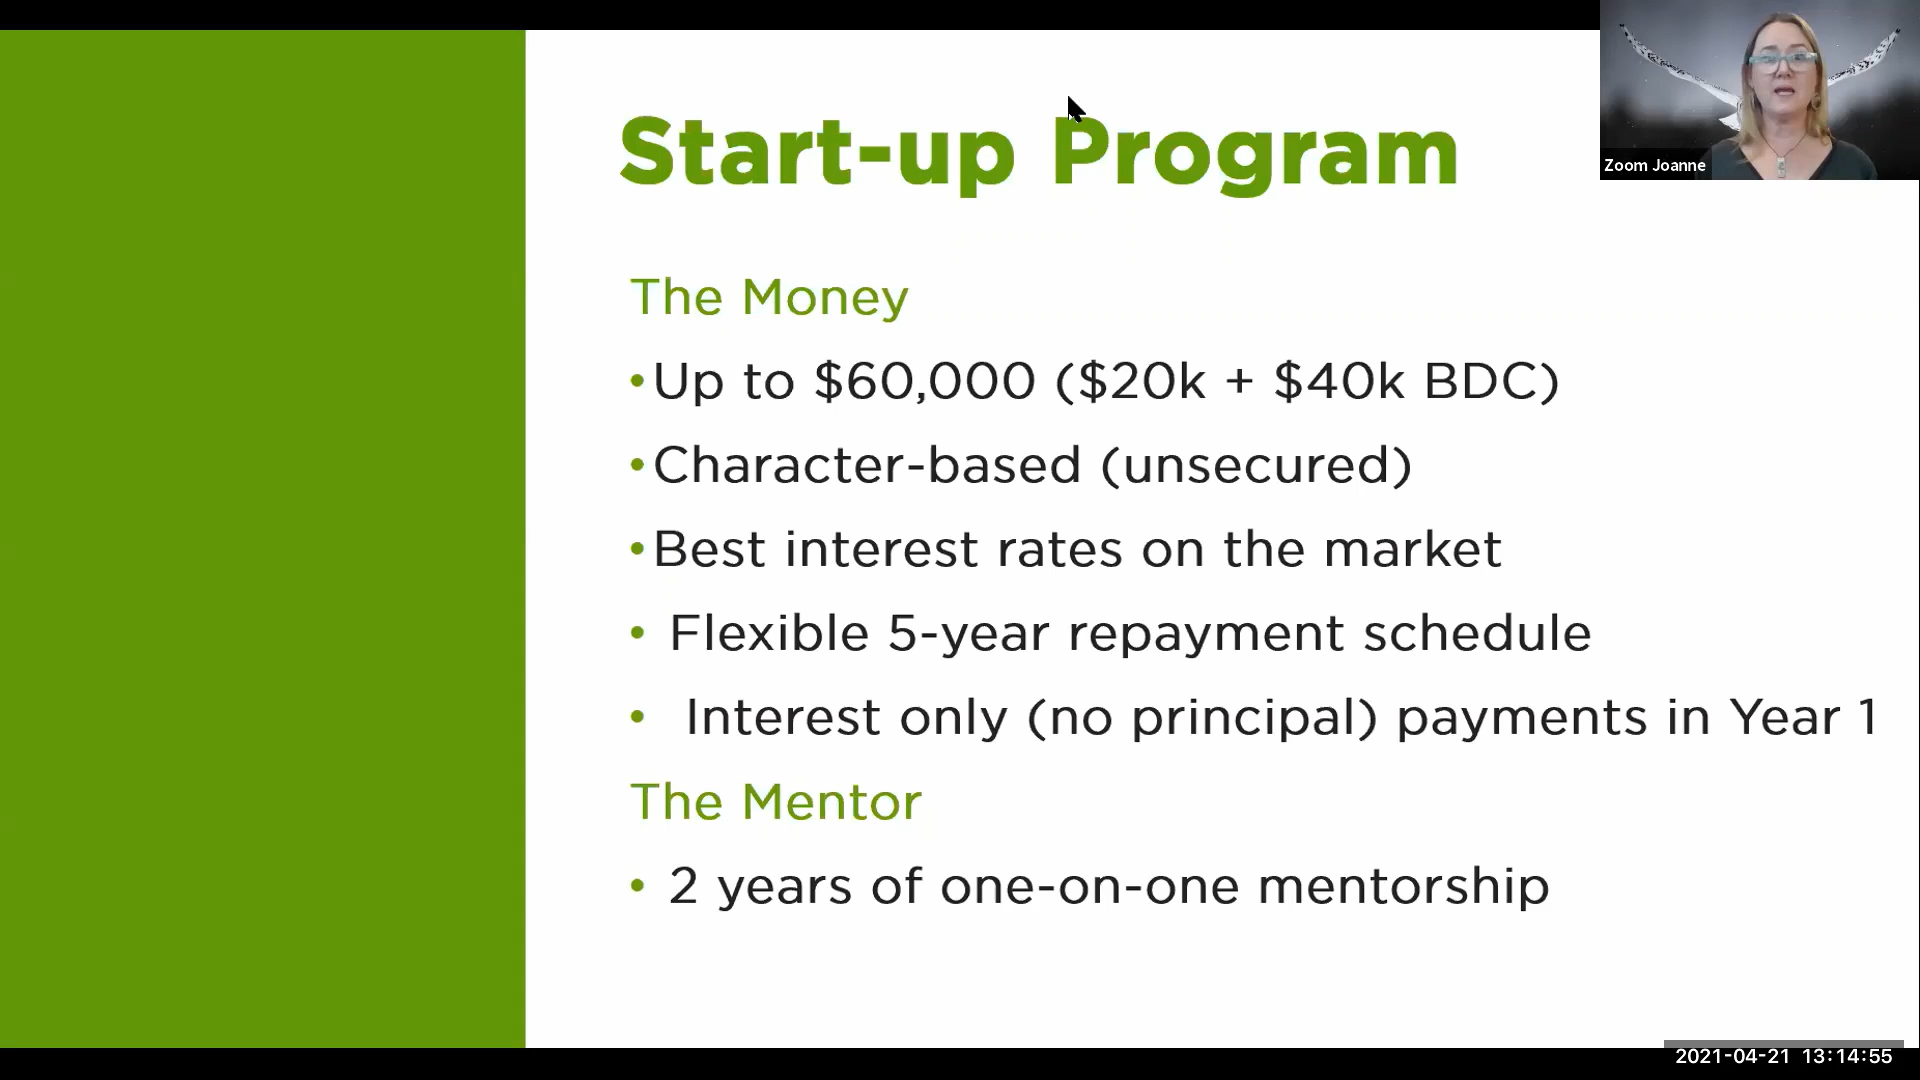 Start-up Program
The Money
•Up to $60,000 ($20k + $40k BDC)
•Character-based (unsecured)
•Best interest rates on the market
• Flexible 5-year repayment schedule
• Interest only (no principal) payments in Year 1
The Mentor
• 2 years of one-on-one mentorship
Zoom Joanne
2021-04-21 13:14:55